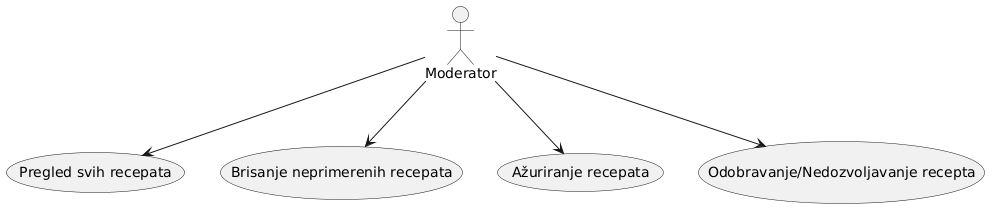 Moderator
Pregled svih recepata
Brisanje neprimerenih recepata
Ažuriranje recepata
Odobravanje/Nedozvoljavanje recepta